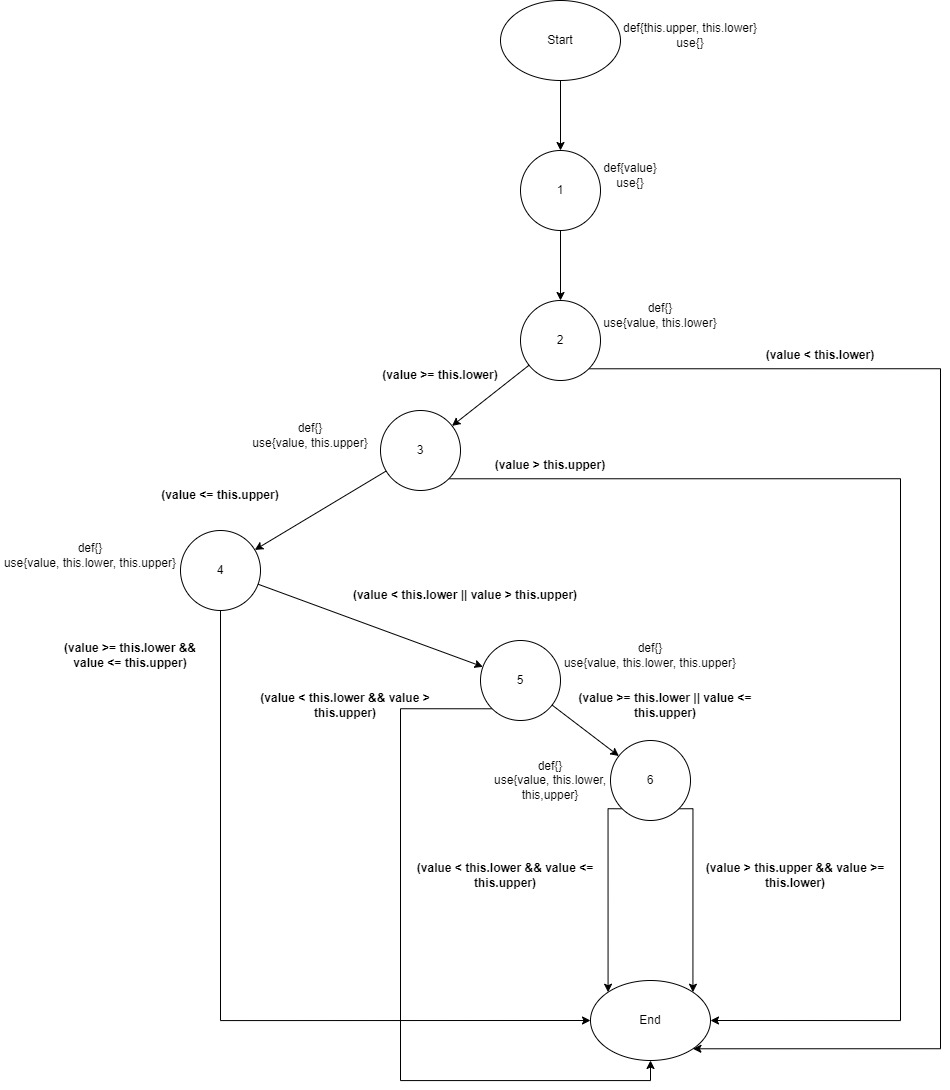 Start
def{this.upper, this.lower}
use{}
1
def{value}
use{}
2
def{}
use{value, this.lower}
(value < this.lower)
(value >= this.lower)
def{}
use{value, this.upper}
3
(value > this.upper)
(value <= this.upper)
def{}
use{value, this.lower, this.upper}
4
(value < this.lower || value > this.upper)
(value >= this.lower &&
value <= this.upper)
5
def{}
use{value, this.lower, this.upper}
(value < this.lower && value >
this.upper)
(value >= this.lower || value <=
this.upper)
def{}
use{value, this.lower,
this,upper}
6
(value < this.lower && value <=
this.upper)
(value > this.upper && value >=
this.lower)
End